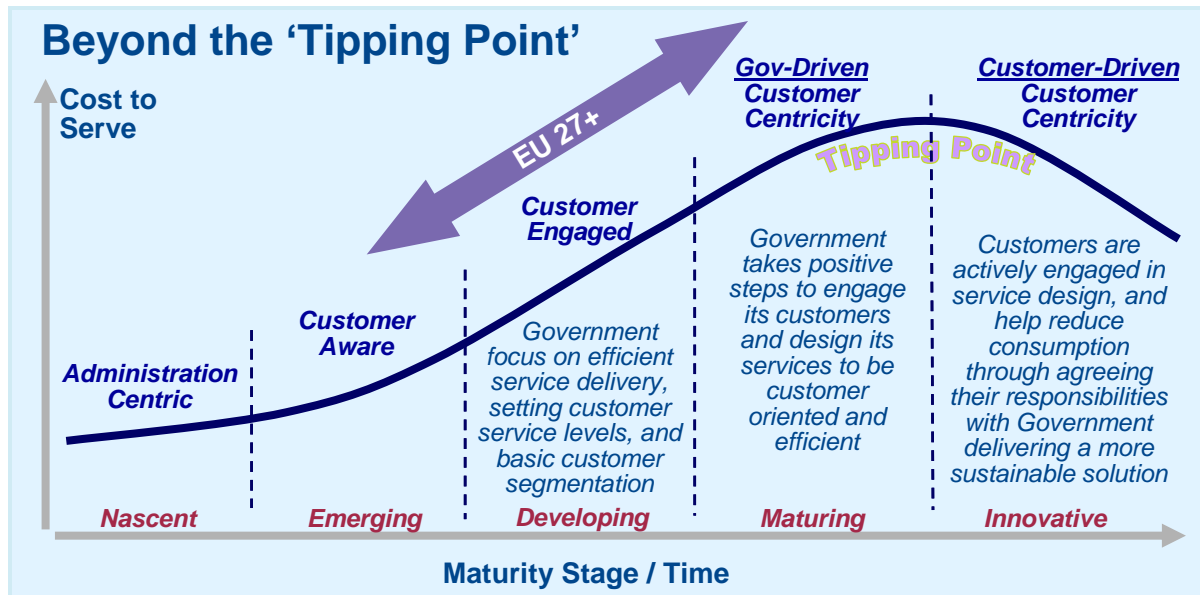 Beyond the ‘Tipping Point’
Cost to
Serve
EU 27+
Gov-Driven
Customer
Centricity
Customer-Driven
Customer
Centricity
Tipping Point
Customer
Engaged
Customer
Aware
Administration
Centric
Government
focus on efficient
service delivery,
setting customer
service levels, and
basic customer
segmentation
Government
takes positive
steps to engage
its customers
and design its
services to be
customer
oriented and
efficient
Customers are
actively engaged in
service design, and
help reduce
consumption
through agreeing
their responsibilities
with Government
delivering a more
sustainable solution
Nascent
Emerging
Developing
Maturing
Innovative
Maturity Stage / Time